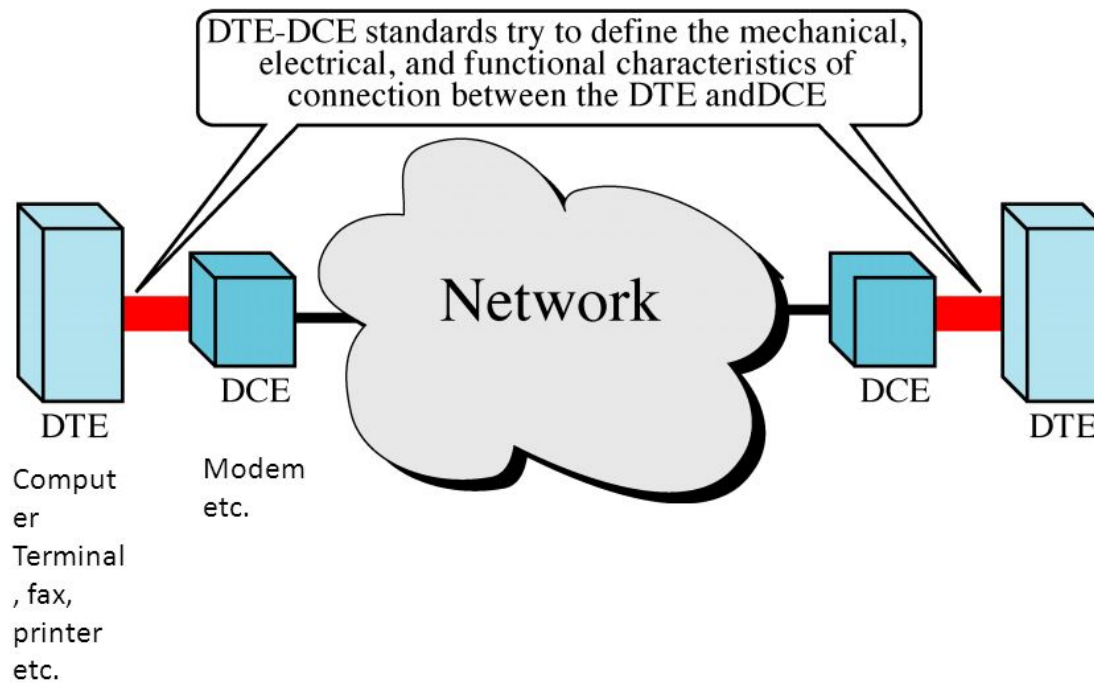 DTE-DCE standards try to define the mechanical,
electrical, and functional characteristics of
connection between the DTE andDCE
Network
DCE
DCE
DTE
DTE
Modem
etc.
Comput
er
Terminal
, fax,
printer
etc.